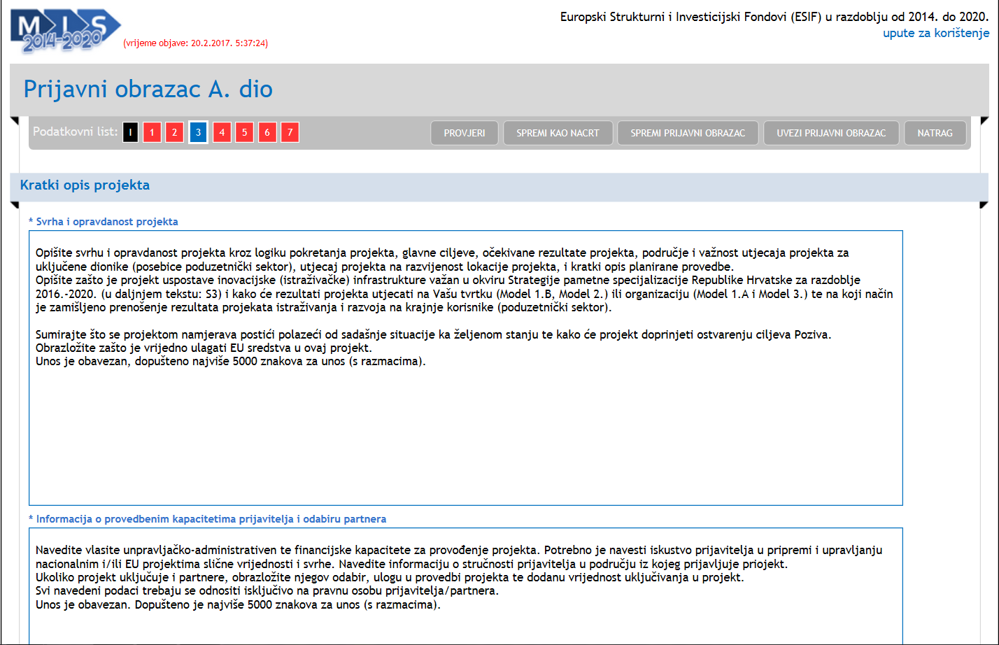 MIS
2014-2020
(vrijeme objave: 20.2.2017. 5:37:24)
Europski Strukturni i Investicijski Fondovi (ESIF) u razdoblju od 2014. do 2020.
upute za korištenje
Prijavni obrazac A. dio
Podatkovni list: I 1 2 3 4 5 6 7
PROVJERI SPREMI KAO NACRT SPREMI PRIJAVNI OBRAZAC UVEZI PRIJAVNI OBRAZAC NATRAG
Kratki opis projekta
* Svrha i opravdanost projekta
Opišite svrhu i opravdanost projekta kroz logiku pokretanja projekta, glavne ciljeve, očekivane rezultate projekta, područje i važnost utjecaja projekta za
uključene dionike (posebice poduzetnički sektor), utjecaj projekta na razvijenost lokacije projekta, i kratki opis planirane provedbe.
Opišite zašto je projekt uspostave inovacijske (istraživačke) infrastrukture važan u okviru Strategije pametne specijalizacije Republike Hrvatske za razdoblje
2016.-2020. (u daljnjem tekstu: S3) i kako će rezultati projekta utjecati na Vašu tvrtku (Model 1.B, Model 2.) ili organizaciju (Model 1.A i Model 3.) te na koji način
je zamišljeno prenošenje rezultata projekata istraživanja i razvoja na krajnje korisnike (poduzetnički sektor).
Sumirajte što se projektom namjerava postići polazeći od sadašnje situacije ka željenom stanju te kako će projekt doprinjeti ostvarenju ciljeva Poziva.
Obrazložite zašto je vrijedno ulagati EU sredstva u ovaj projekt.
Unos je obavezan, dopušteno najviše 5000 znakova za unos (s razmacima).
* Informacija o provedbenim kapacitetima prijavitelja i odabiru partnera
Navedite vlasite unpravljačko-administrativen te financijske kapacitete za provođenje projekta. Potrebno je navesti iskustvo prijavitelja u pripremi i upravljanju
nacionalnim i/ili EU projektima slične vrijednosti i svrhe. Navedite informaciju o stručnosti prijavitelja u području iz kojeg prijavljuje priojekt.
Ukoliko projekt uključuje i partnere, obrazložite njegov odabir, ulogu u provedbi projekta te dodanu vrijednost uključivanja u projekt.
Svi navedeni podaci trebaju se odnositi isključivo na pravnu osobu prijavitelja/partnera.
Unos je obavezan. Dopušteno je najviše 5000 znakova za unos (s razmacima).